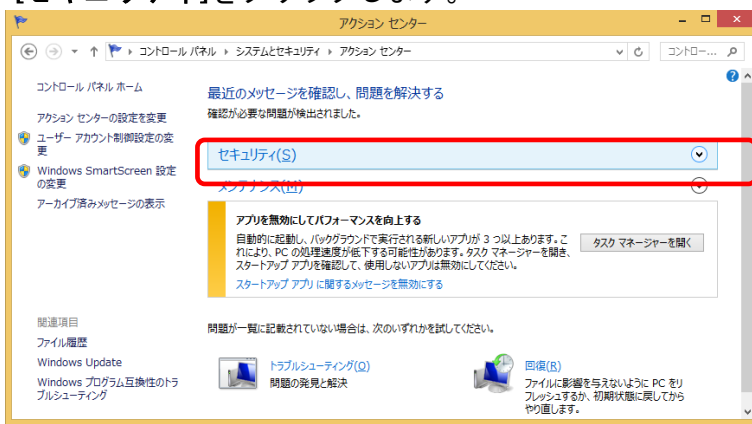 [セキュリティ]をクリックします。
アクション センター
コントロール パネル ▸ システムとセキュリティ ▸ アクション センター
コントロー...
コントロール パネル ホーム
アクション センターの設定を変更
ユーザー アカウント制御設定の変
更
Windows SmartScreen 設定
の変更
アーカイブ済みメッセージの表示
最近のメッセージを確認し、問題を解決する
確認が必要な問題が検出されました。
セキュリティ(S)
メンテナンス(M)
アプリを無効にしてパフォーマンスを向上する
自動的に起動し、バックグラウンドで実行される新しいアプリが 3 つ以上あります。こ
れにより、PC の処理速度が低下する可能性があります。タスク マネージャーを開き、
スタートアップ アプリを確認して、使用しないアプリは無効にしてください。
タスク マネージャーを開く
スタートアップ アプリ に関するメッセージを無効にする
問題が一覧に記載されていない場合は、次のいずれかを試してください。
トラブルシューティング(O)
問題の発見と解決
回復(R)
ファイルに影響を与えないように PC をリ
フレッシュするか、初期状態に戻してから
やり直します。
関連項目
ファイル履歴
Windows Update
Windows プログラム互換性のトラ
ブルシューティング